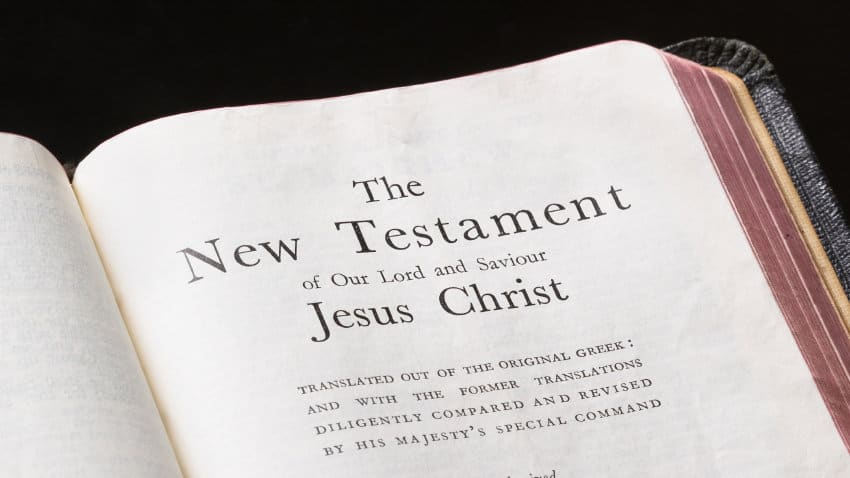 The
New Testament
of Our Lord and Saviour
Jesus Christ
TRANSLATED OUT OF THE ORIGINAL GREEK:
AND WITH THE FORMER TRANSLATIONS
DILIGENTLY COMPARED AND REVISED
BY HIS MAJESTY'S SPECIAL COMMAND